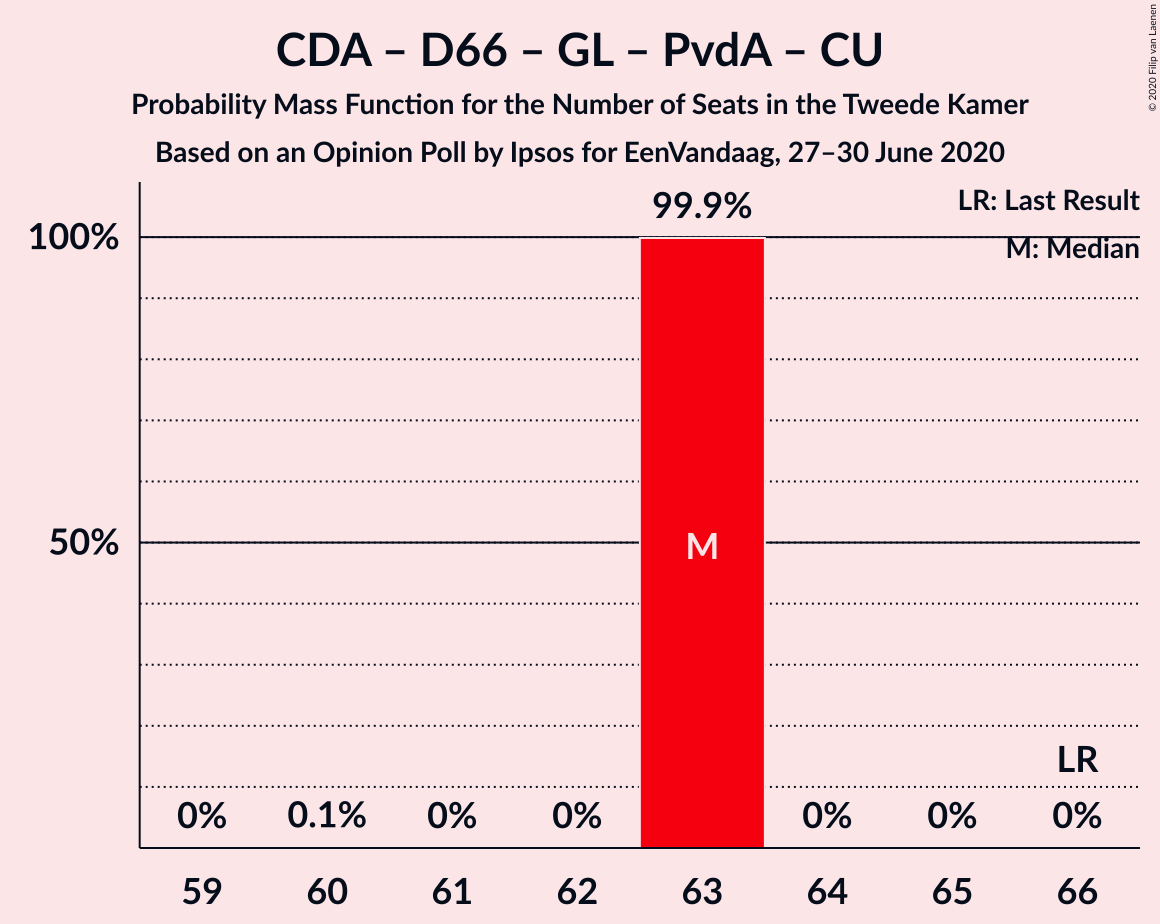 CDA – D66 – GL – PvdA – CU
Probability Mass Function for the Number of Seats in the Tweede Kamer
Based on an Opinion Poll by Ipsos for EenVandaag, 27–30 June 2020
© 2020 Filip van Laenen
LR: Last Result
M: Median
99.9%
100%
50%
M
LR
0% 0.1% 0% 0% 0% 0% 0%
59 60 61 62 63 64 65 66